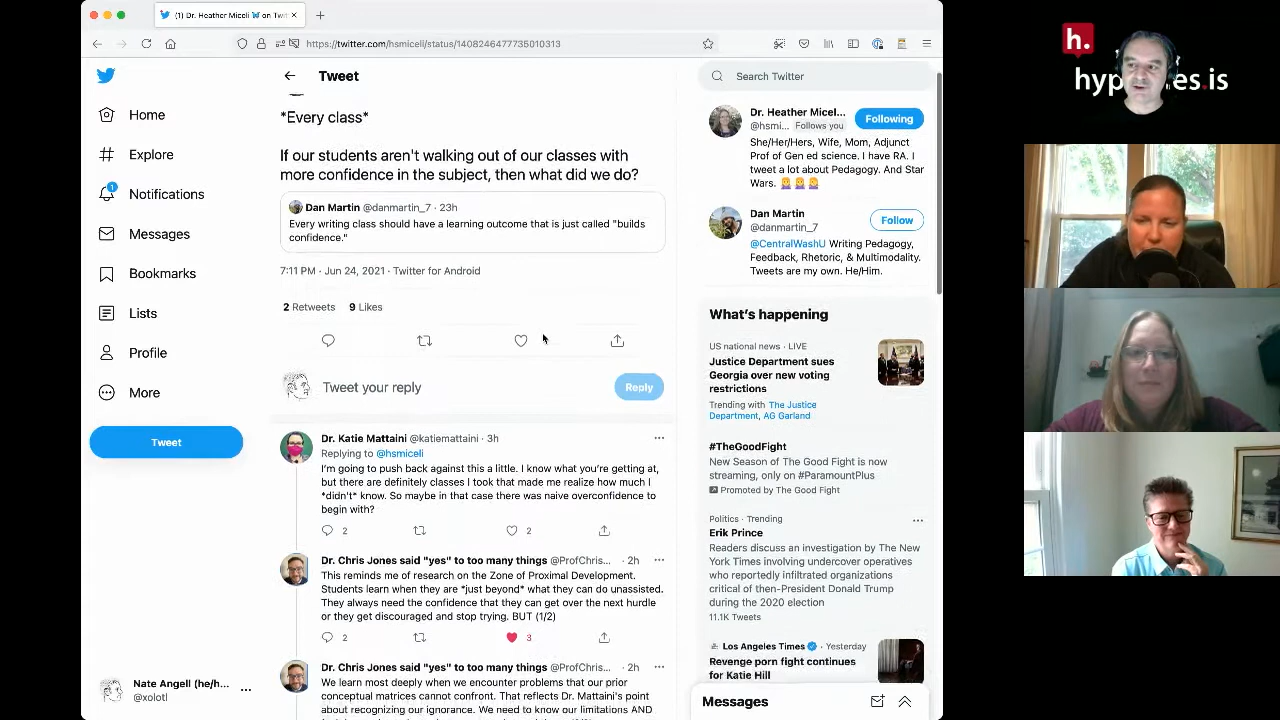 (1) Dr. Heather Miceli 🦋 on Twit
https://twitter.com/hsmiceli/status/1408246477735010313
Home
Explore
1
Notifications
Messages
Bookmarks
Lists
Profile
More
Tweet
Nate Angell (he/h...
@xolotl
Tweet
*Every class*
If our students aren't walking out of our classes with
more confidence in the subject, then what did we do?
Dan Martin @danmartin_7 · 23h
Every writing class should have a learning outcome that is just called "builds
confidence."
7:11 PM · Jun 24, 2021 · Twitter for Android
2 Retweets 9 Likes
Tweet your reply
Reply
Dr. Katie Mattaini @katiemattaini · 3h
Replying to @hsmiceli
I'm going to push back against this a little. I know what you're getting at,
but there are definitely classes I took that made me realize how much I
*didn't* know. So maybe in that case there was naive overconfidence to
begin with?
2 2
Dr. Chris Jones said "yes" to too many things @ProfChris... · 2h
This reminds me of research on the Zone of Proximal Development.
Students learn when they are *just beyond* what they can do unassisted.
They always need the confidence that they can get over the next hurdle
or they get discouraged and stop trying. BUT (1/2)
2 3
Dr. Chris Jones said "yes" to too many things @ProfChris... · 2h
We learn most deeply when we encounter problems that our prior
conceptual matrices cannot confront. That reflects Dr. Mattaini's point
about recognizing our ignorance. We need to know our limitations AND
Search Twitter
Dr. Heather Micel...
@hsmi... Follows you
Following
She/Her/Hers, Wife, Mom, Adjunct
Prof of Gen ed science. I have RA. I
tweet a lot about Pedagogy. And Star
Wars.
Dan Martin
@danmartin_7
Follow
@CentralWashU Writing Pedagogy,
Feedback, Rhetoric, & Multimodality.
Tweets are my own. He/Him.
What's happening
US national news · LIVE
Justice Department sues
Georgia over new voting
restrictions
Trending with The Justice
Department, AG Garland
#TheGoodFight
New Season of The Good Fight is now
streaming, only on #ParamountPlus
Promoted by The Good Fight
Politics · Trending
Erik Prince
Readers discuss an investigation by The New
York Times involving undercover operatives
who reportedly infiltrated organizations
critical of then-President Donald Trump
during the 2020 election
11.1K Tweets
Los Angeles Times · Yesterday
Revenge porn fight continues
for Katie Hill
Messages
h.
hyp es.is